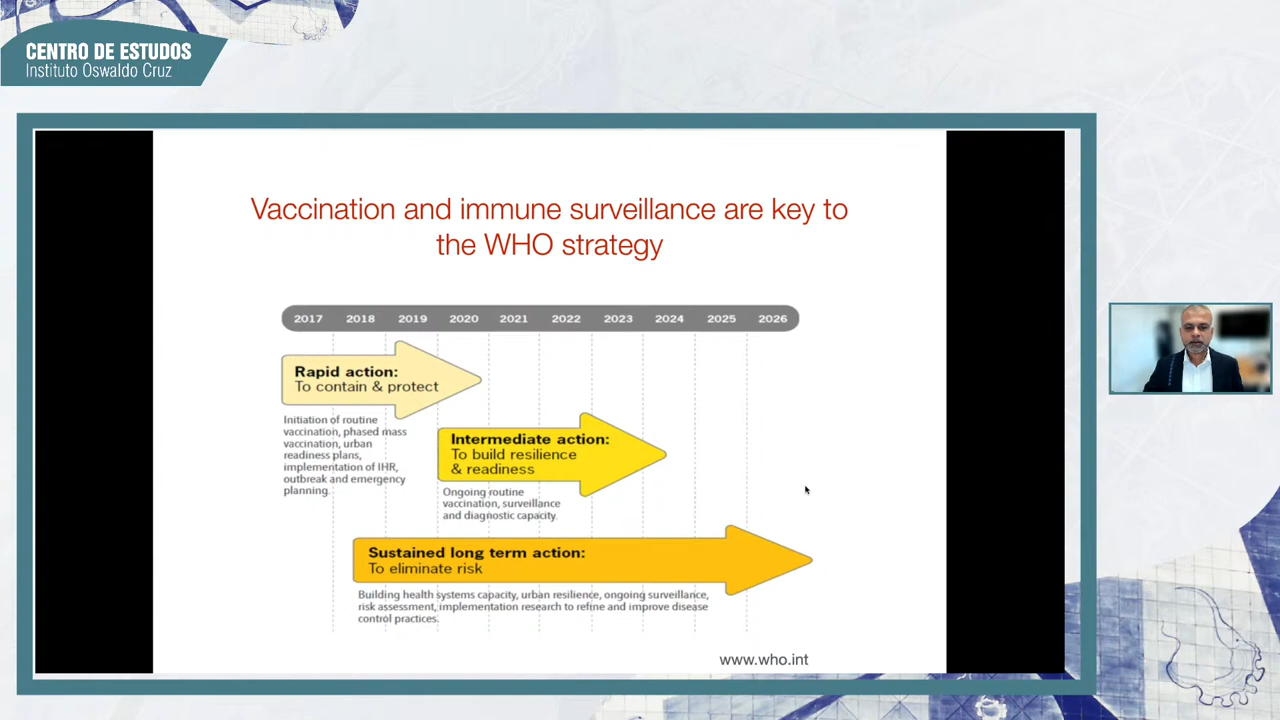 CENTRO DE ESTUDOS
Instituto Oswaldo Cruz
Vaccination and immune surveillance are key to
the WHO strategy
2017 2018 2019 2020 2021 2022 2023 2024 2025 2026
Rapid action:
To contain & protect
Initiation of routine
vaccination, phased mass
vaccination, urban
readiness plans,
implementation of IHR,
outbreak and emergency
planning.
Intermediate action:
To build resilience
& readiness
Ongoing routine
vaccination, surveillance
and diagnostic capacity.
Sustained long term action:
To eliminate risk
Building health systems capacity, urban resilience, ongoing surveillance,
risk assessment, implementation research to refine and improve disease
control practices.
www.who.int